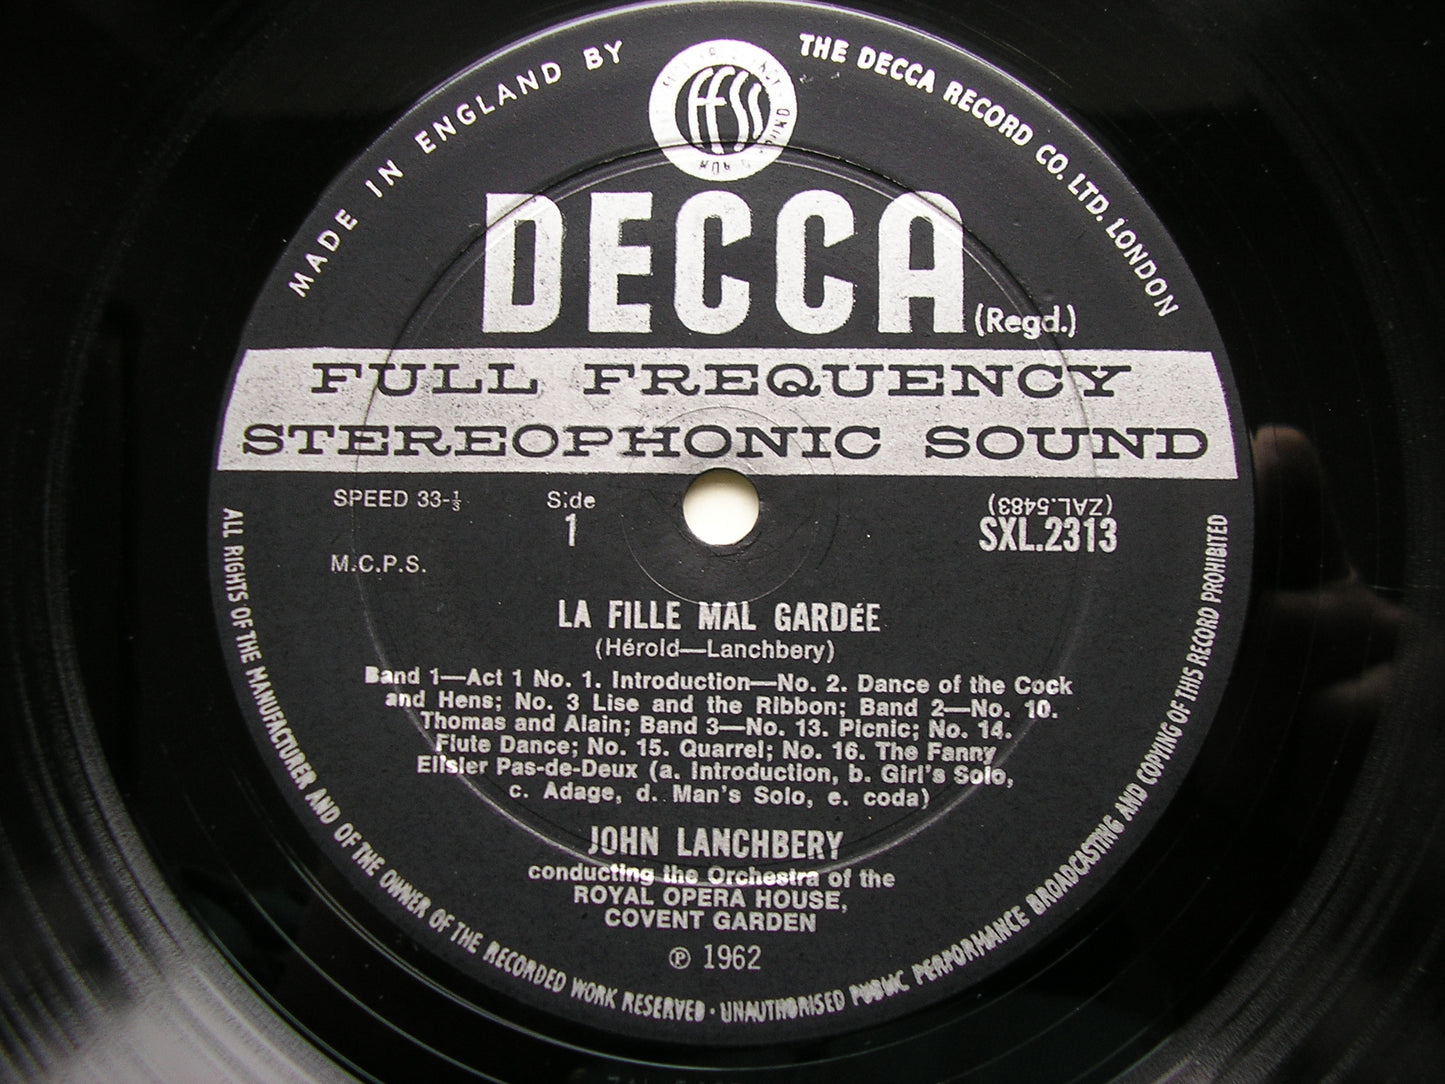 MADE IN ENGLAND BY
THE DECCA RECORD CO. LTD. LONDON
ffss
DECCA (Regd.)
FULL FREQUENCY
STEREOPHONIC SOUND
SPEED 33-⅓
Side
1
(ZAL.5483)
SXL.2313
M.C.P.S.
LA FILLE MAL GARDÉE
(Hérold—Lanchbery)
Band 1—Act 1 No. 1. Introduction—No. 2. Dance of the Cock
and Hens; No. 3 Lise and the Ribbon; Band 2—No. 10.
Thomas and Alain; Band 3—No. 13. Picnic; No. 14.
Flute Dance; No. 15. Quarrel; No. 16. The Fanny
Ellsler Pas-de-Deux (a. Introduction, b. Girl's Solo,
c. Adage, d. Man's Solo, e. coda)
JOHN LANCHBERY
conducting the Orchestra of the
ROYAL OPERA HOUSE,
COVENT GARDEN
℗ 1962
ALL RIGHTS OF THE MANUFACTURER AND OF THE OWNER OF THE RECORDED WORK RESERVED · UNAUTHORISED PUBLIC PERFORMANCE BROADCASTING AND COPYING OF THIS RECORD PROHIBITED